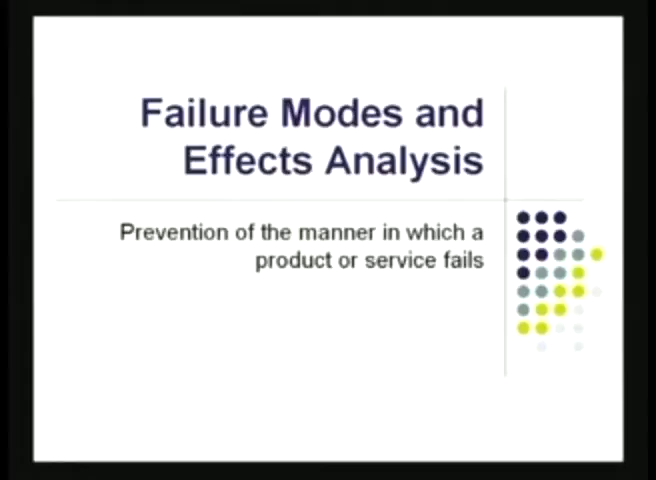 Failure Modes and
Effects Analysis
Prevention of the manner in which a
product or service fails